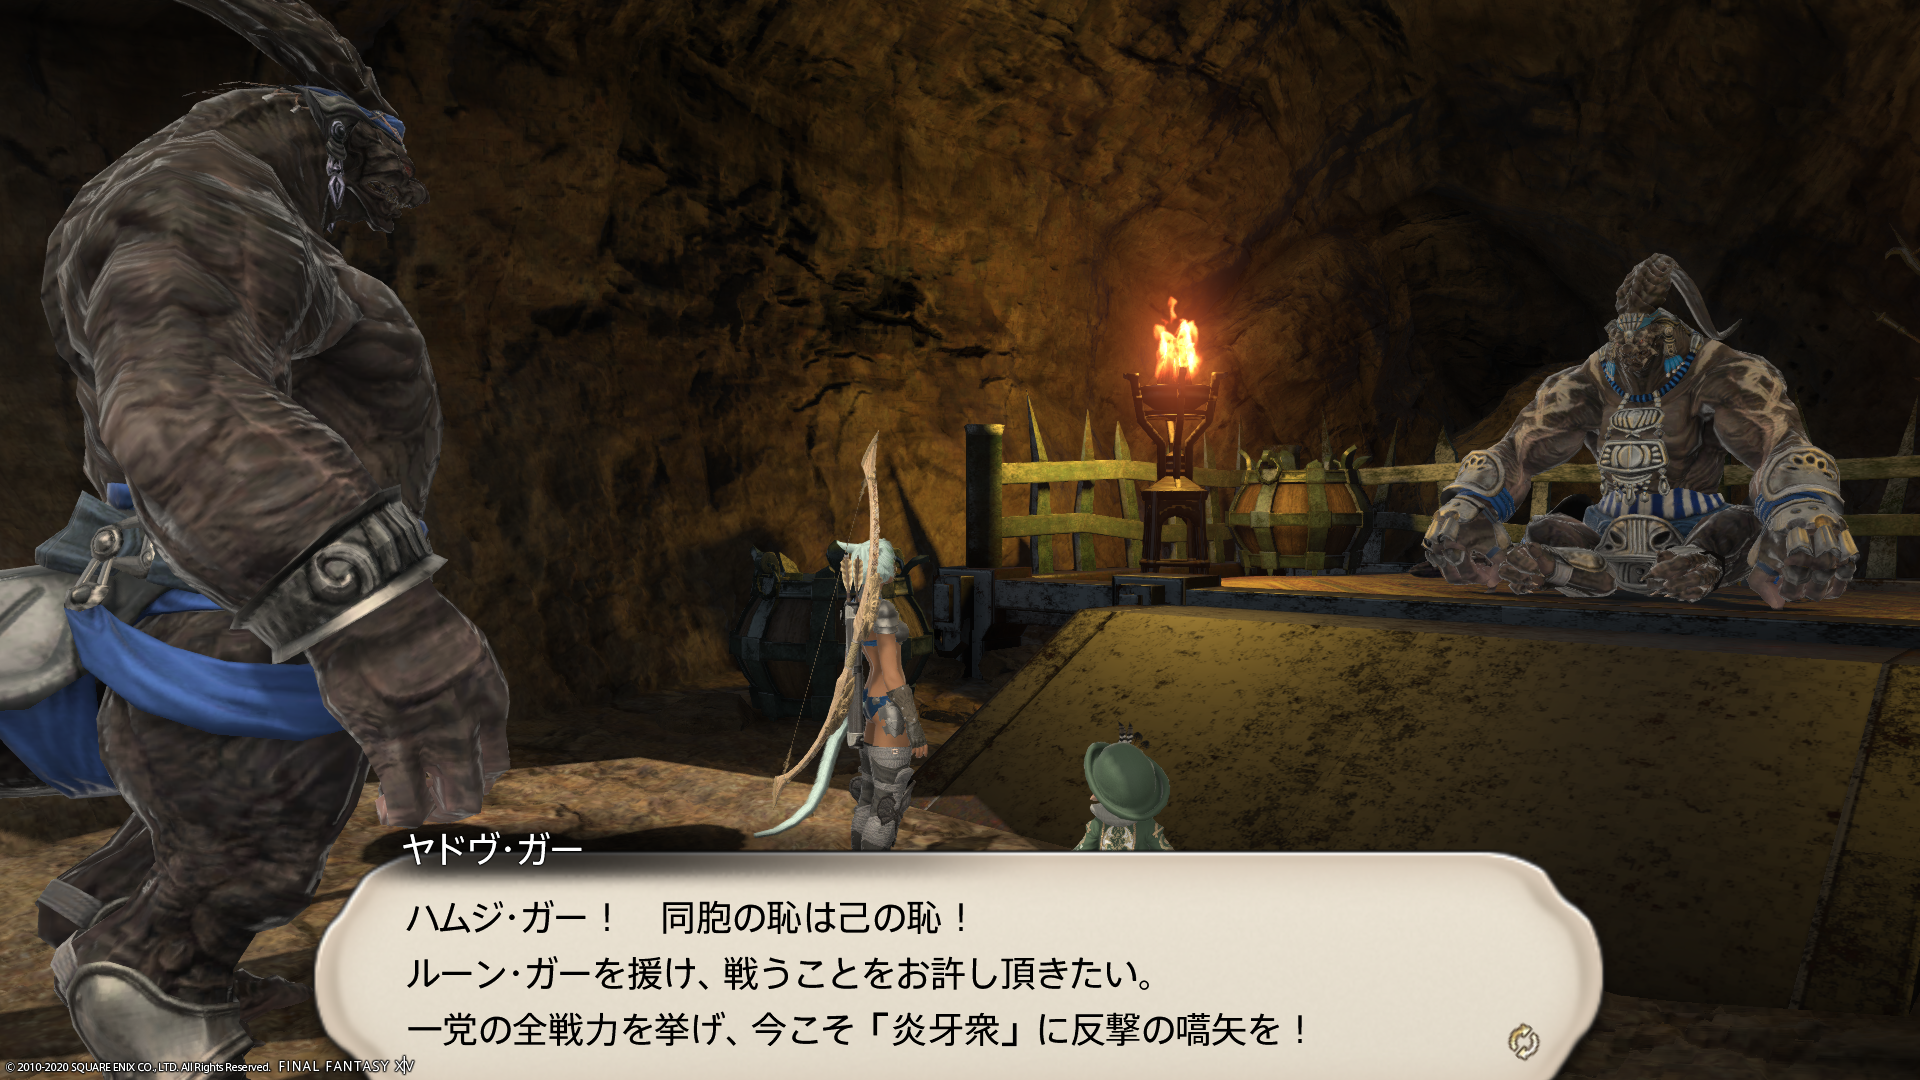 ヤドヴ・ガー
ハムジ・ガー！　同胞の恥は己の恥！
ルーン・ガーを援け、戦うことをお許し頂きたい。
一党の全戦力を挙げ、今こそ「炎牙衆」に反撃の嚆矢を！
© 2010-2020 SQUARE ENIX CO., LTD. All Rights Reserved. FINAL FANTASY XIV